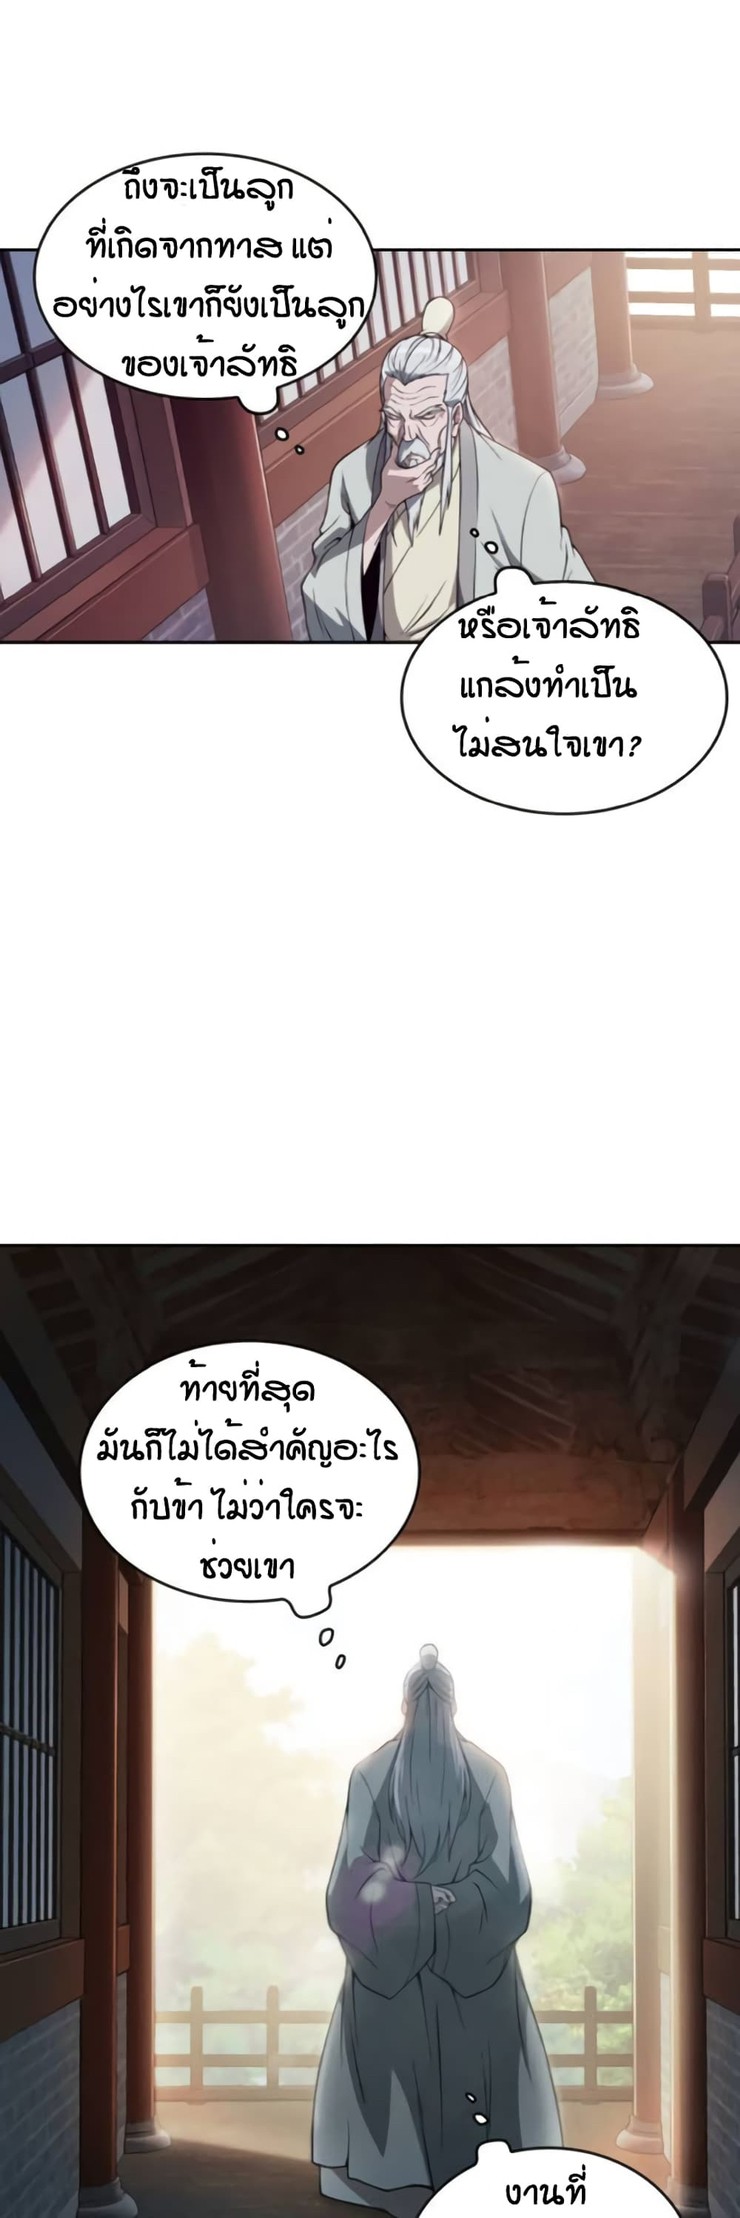 ถึงจะเป็นลูก
ที่เกิดจากทาส แต่
อย่างไรเขาก็ยังเป็นลูก
ของเจ้าลัทธิ
หรือเจ้าลัทธิ
แกล้งทำเป็น
ไม่สนใจเขา?
ท้ายที่สุด
มันก็ไม่ได้สำคัญอะไร
กับข้า ไม่ว่าใครจะ
ช่วยเขา
งานที่